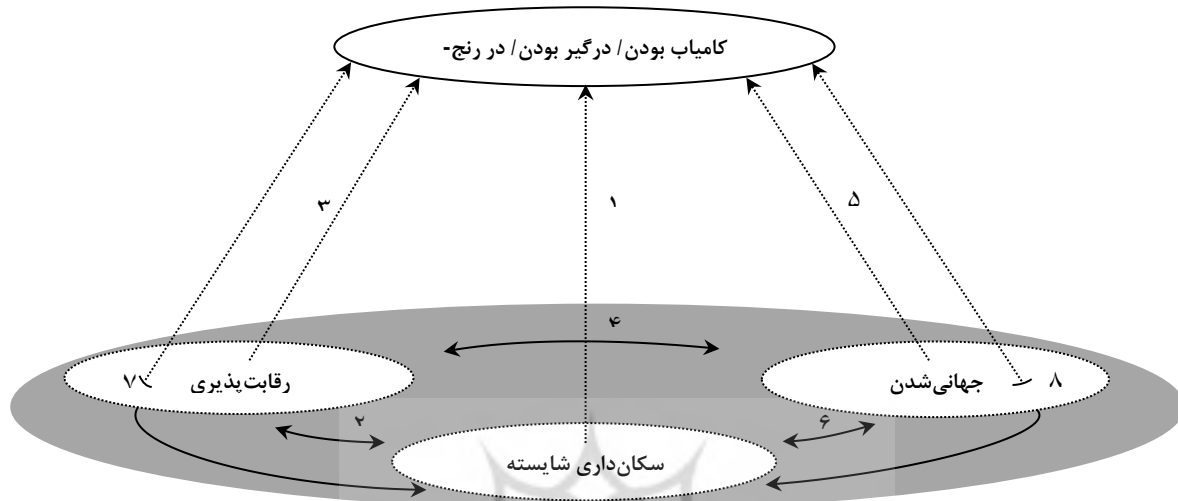 کامیاب بودن/ درگیر بودن/ در رنج-
۳
۱
۵
۴
رقابت‌پذیری
۷
جهانی‌شدن
۸
۲
۶
سکان‌داری شایسته